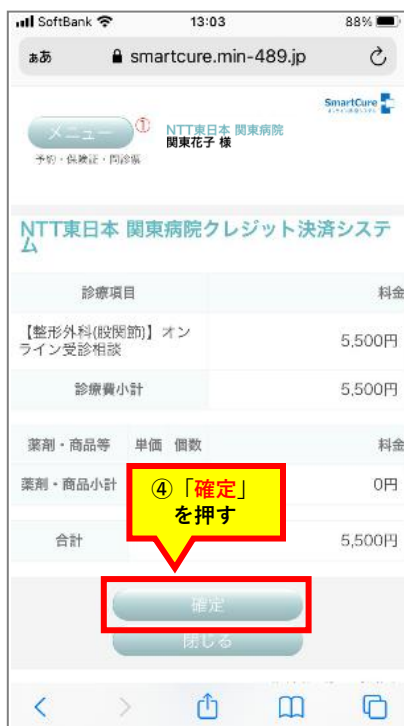 SoftBank 13:03 88%
ぁあ smartcure.min-489.jp
SmartCure
メニュー ① NTT東日本 関東病院
関東花子 様
予約・保険証・問診票
NTT東日本 関東病院クレジット決済システ
ム
診療項目 料金
【整形外科(股関節)】オン
ライン受診相談 5,500円
診療費小計 5,500円
薬剤・商品等 単価 個数 料金
薬剤・商品小計 0円
④「確定」
を押す
合計 5,500円
確定
閉じる